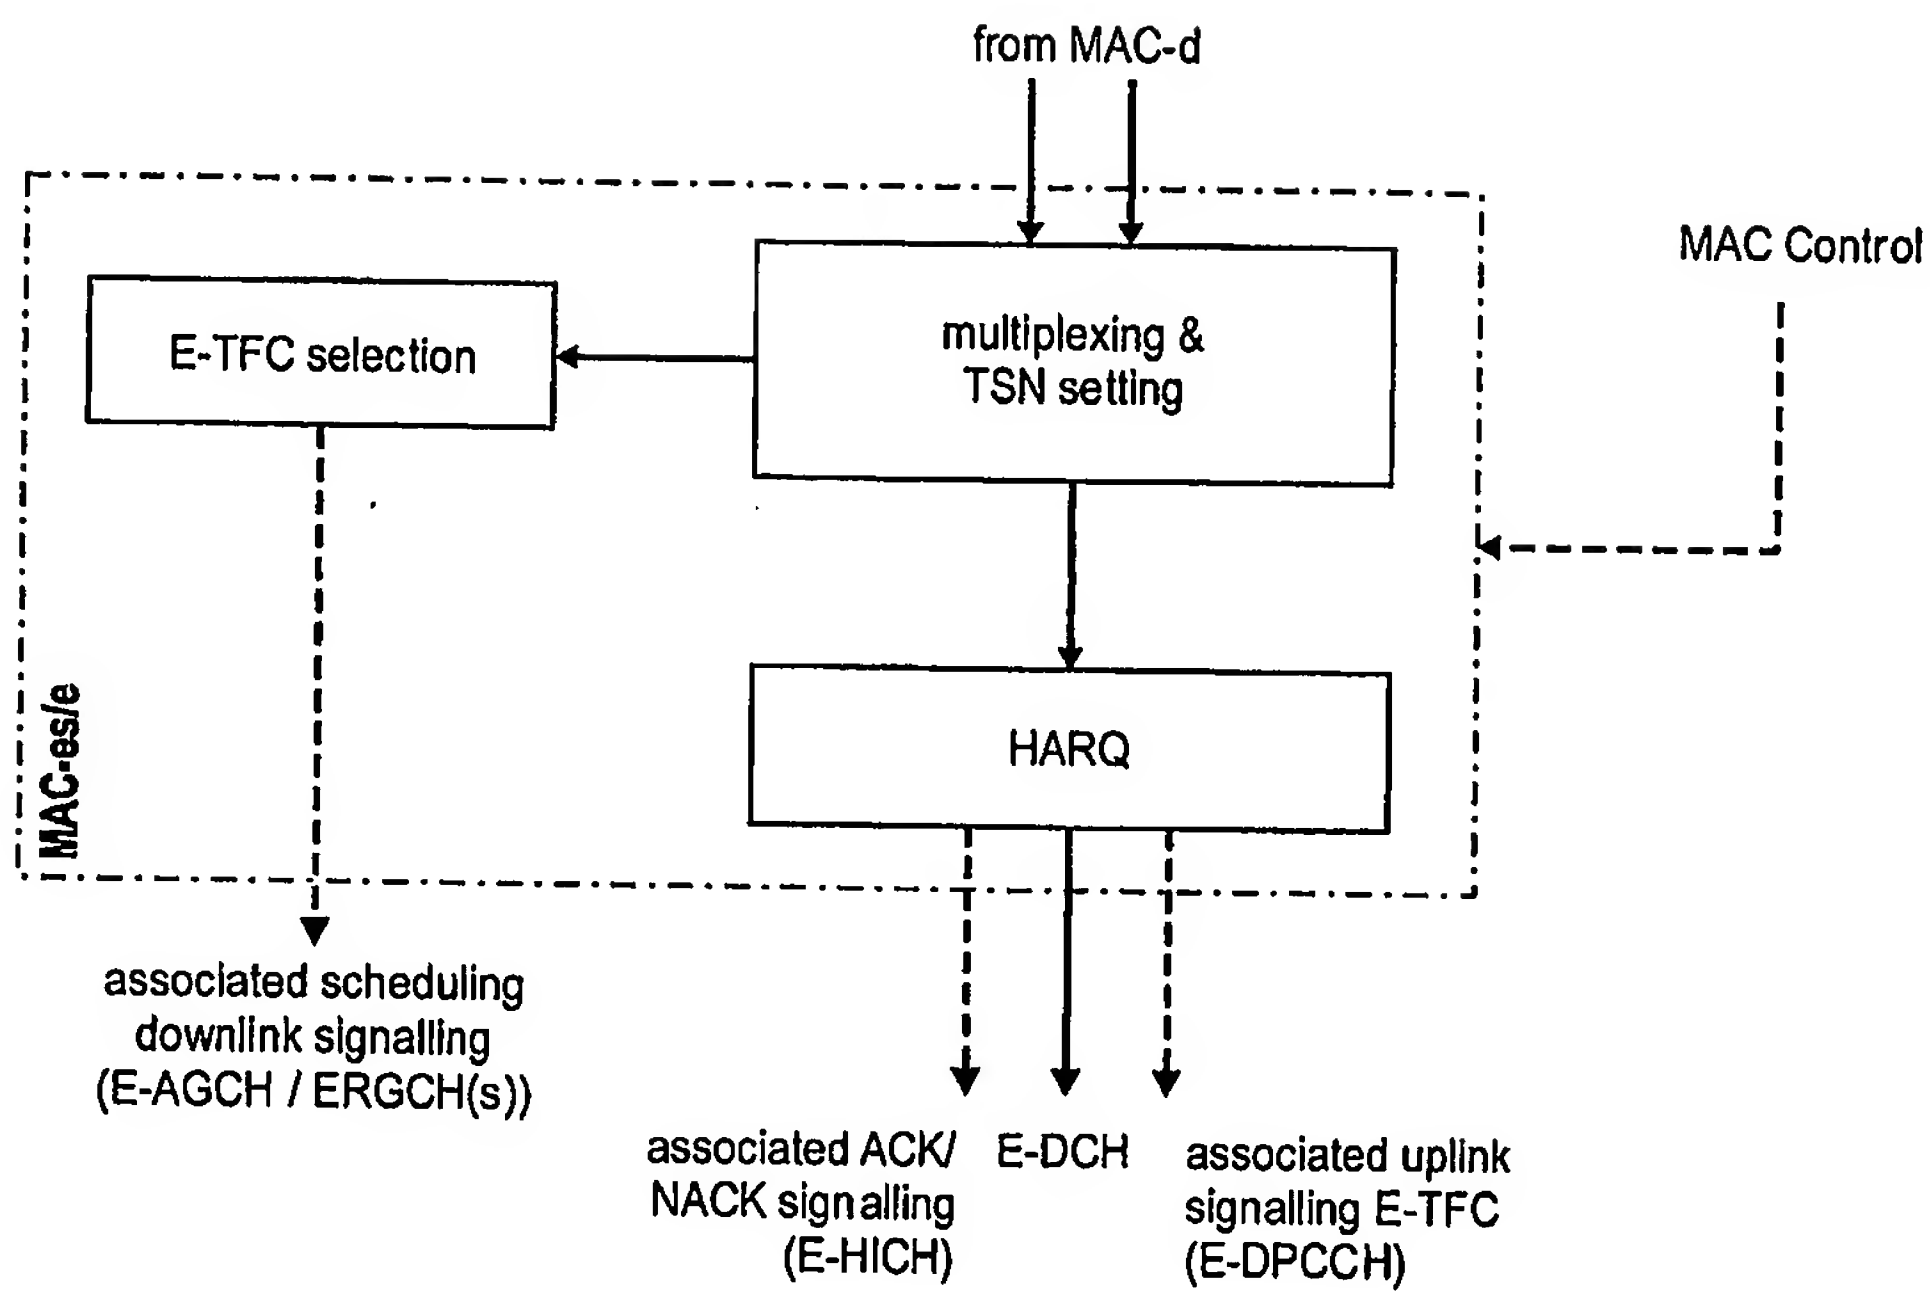 from MAC-d
MAC Control
E-TFC selection
multiplexing &
TSN setting
HARQ
MAC-es/e
associated scheduling
downlink signalling
(E-AGCH / ERGCH(s))
associated ACK/
NACK signalling
(E-HICH)
E-DCH
associated uplink
signalling E-TFC
(E-DPCCH)